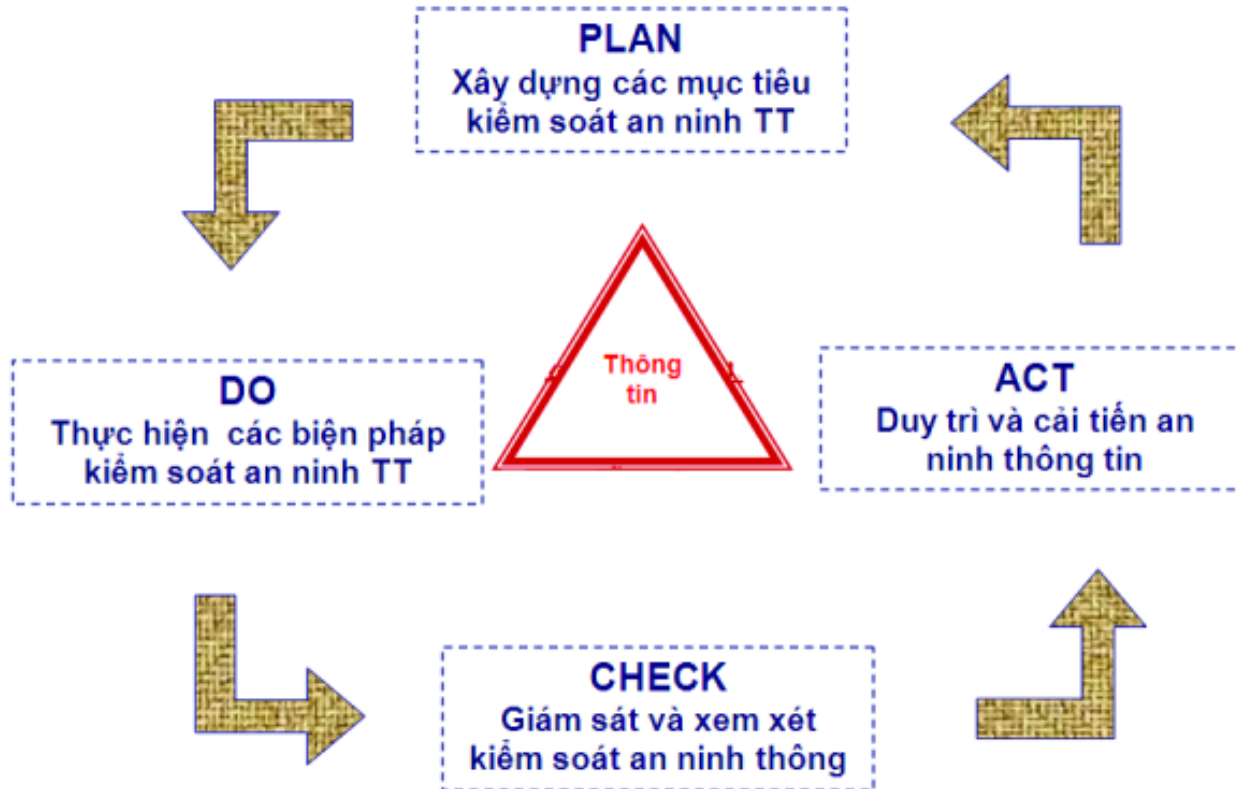 PLAN
Xây dựng các mục tiêu
kiểm soát an ninh TT
Thông
tin
DO
Thực hiện các biện pháp
kiểm soát an ninh TT
ACT
Duy trì và cải tiến an
ninh thông tin
CHECK
Giám sát và xem xét
kiểm soát an ninh thông